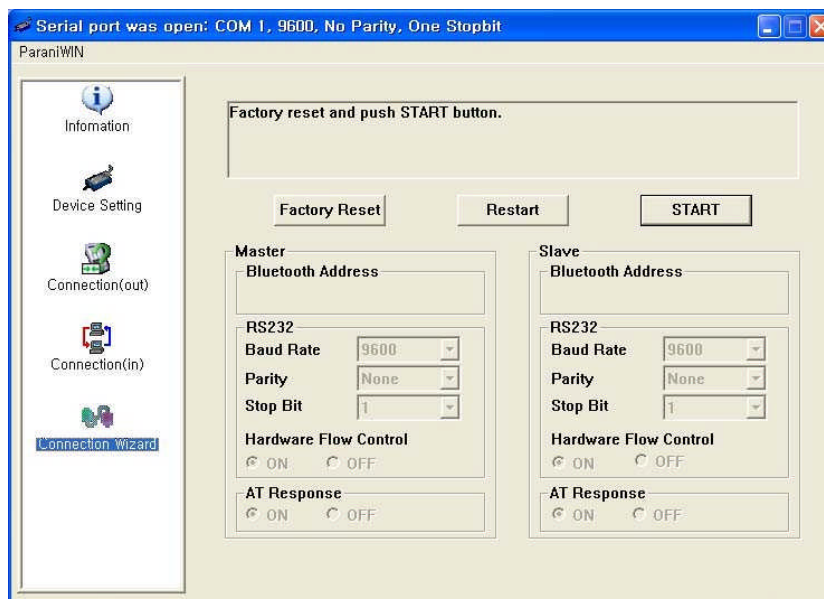 Serial port was open: COM 1, 9600, No Parity, One Stopbit
ParaniWIN
Infomation
Device Setting
Connection(out)
Connection(in)
Connection Wizard
Factory reset and push START button.
Factory Reset
Restart
START
Master
Bluetooth Address
RS232
Baud Rate 9600
Parity None
Stop Bit 1
Hardware Flow Control
ON OFF
AT Response
ON OFF
Slave
Bluetooth Address
RS232
Baud Rate 9600
Parity None
Stop Bit 1
Hardware Flow Control
ON OFF
AT Response
ON OFF